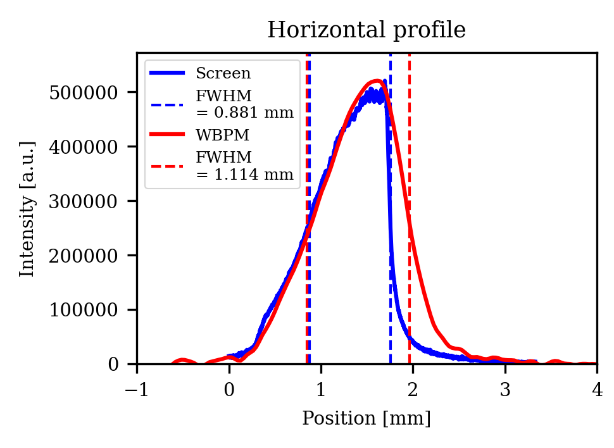 Horizontal profile
Intensity [a.u.]
500000
400000
300000
200000
100000
0
Screen
FWHM
= 0.881 mm
WBPM
FWHM
= 1.114 mm
−1 0 1 2 3 4
Position [mm]